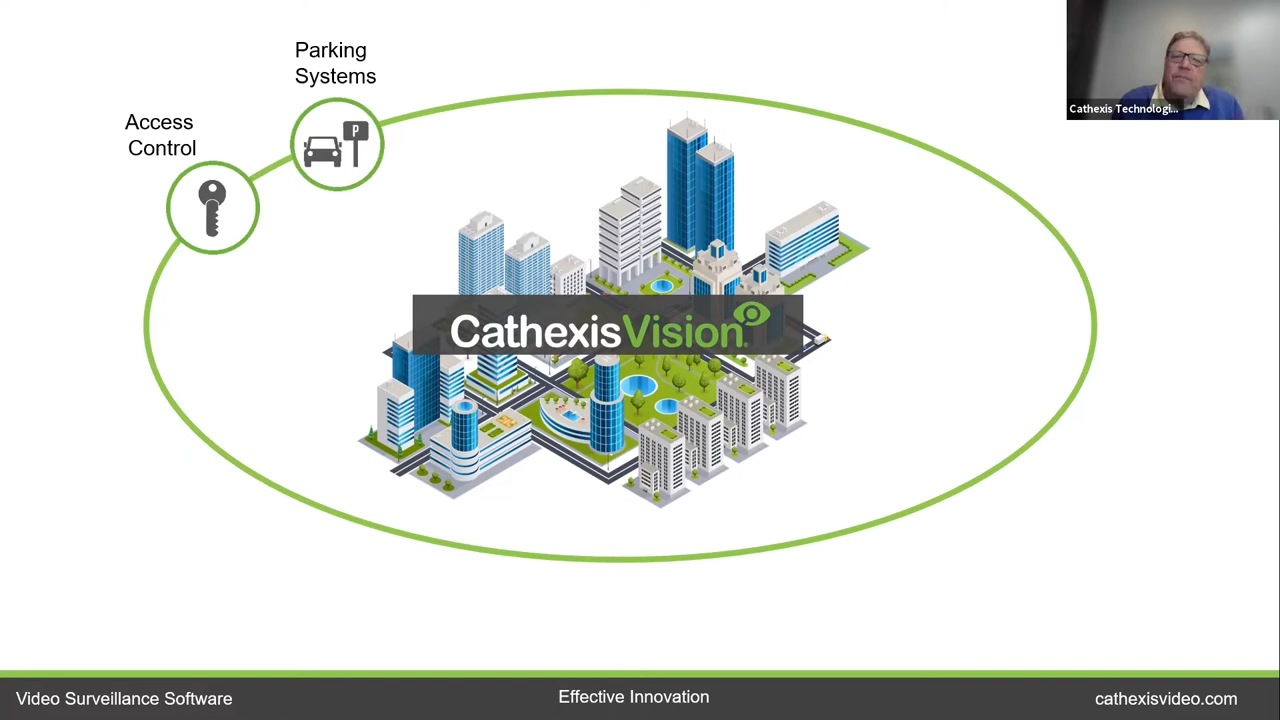 Parking
Systems
Access
Control
P
Cathexis Technologi...
CathexisVision
Video Surveillance Software
Effective Innovation
cathexisvideo.com